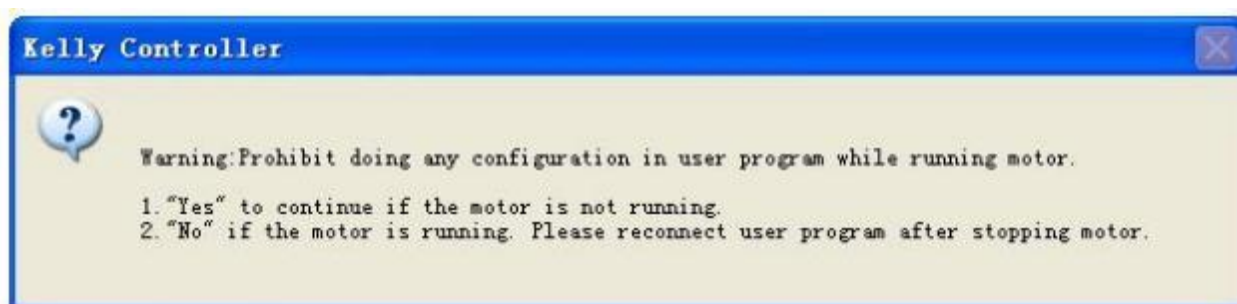 Kelly Controller
?
Warning:Prohibit doing any configuration in user program while running motor.
1."Yes" to continue if the motor is not running.
2."No" if the motor is running. Please reconnect user program after stopping motor.